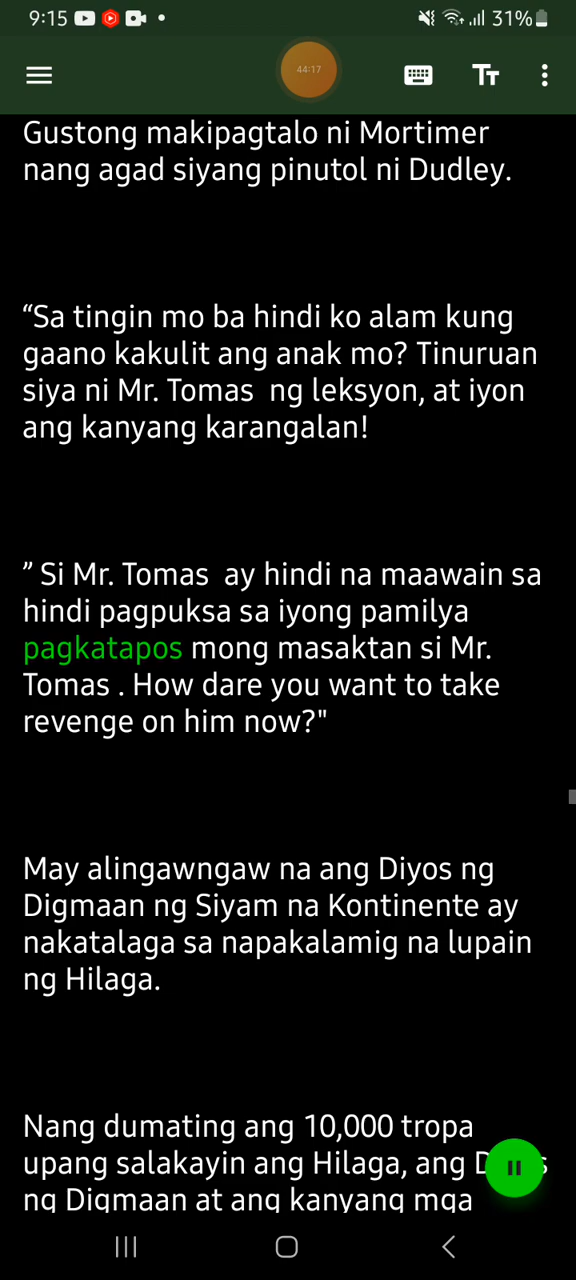 9:15
31%
44:17
Gustong makipagtalo ni Mortimer
nang agad siyang pinutol ni Dudley.
“Sa tingin mo ba hindi ko alam kung
gaano kakulit ang anak mo? Tinuruan
siya ni Mr. Tomas  ng leksyon, at iyon
ang kanyang karangalan!
” Si Mr. Tomas  ay hindi na maawain sa
hindi pagpuksa sa iyong pamilya
pagkatapos mong masaktan si Mr.
Tomas . How dare you want to take
revenge on him now?"
May alingawngaw na ang Diyos ng
Digmaan ng Siyam na Kontinente ay
nakatalaga sa napakalamig na lupain
ng Hilaga.
Nang dumating ang 10,000 tropa
upang salakayin ang Hilaga, ang
ng Digmaan at ang kanyang mga